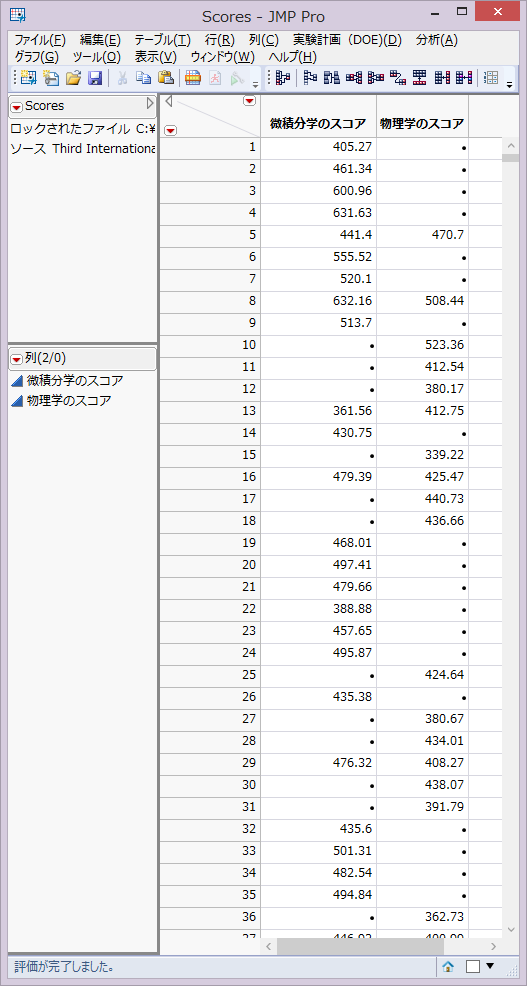 Scores - JMP Pro
ファイル(F) 編集(E) テーブル(T) 行(R) 列(C) 実験計画 (DOE)(D) 分析(A)
グラフ(G) ツール(O) 表示(V) ウィンドウ(W) ヘルプ(H)
Scores
ロックされたファイル C:¥
ソース Third Internationa
列(2/0)
微積分学のスコア
物理学のスコア
微積分学のスコア 物理学のスコア
1 405.27 •
2 461.34 •
3 600.96 •
4 631.63 •
5 441.4 470.7
6 555.52 •
7 520.1 •
8 632.16 508.44
9 513.7 •
10 • 523.36
11 • 412.54
12 • 380.17
13 361.56 412.75
14 430.75 •
15 • 339.22
16 479.39 425.47
17 • 440.73
18 • 436.66
19 468.01 •
20 497.41 •
21 479.66 •
22 388.88 •
23 457.65 •
24 495.87 •
25 • 424.64
26 435.38 •
27 • 380.67
28 • 434.01
29 476.32 408.27
30 • 438.07
31 • 391.79
32 435.6 •
33 501.31 •
34 482.54 •
35 494.84 •
36 • 362.73
評価が完了しました。